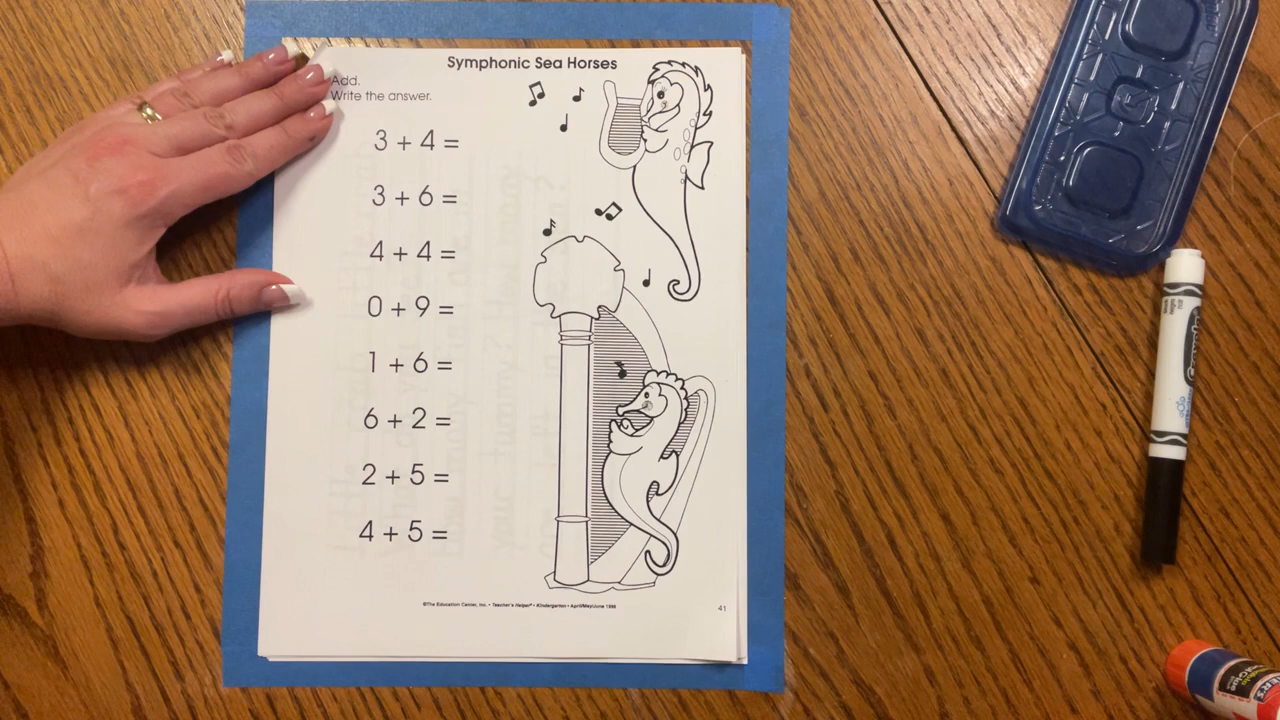 Symphonic Sea Horses
Add.
Write the answer.
3 + 4 =
3 + 6 =
4 + 4 =
0 + 9 =
1 + 6 =
6 + 2 =
2 + 5 =
4 + 5 =
©The Education Center, Inc. • Teacher's Helper® • Kindergarten • April/May/June 1998
41